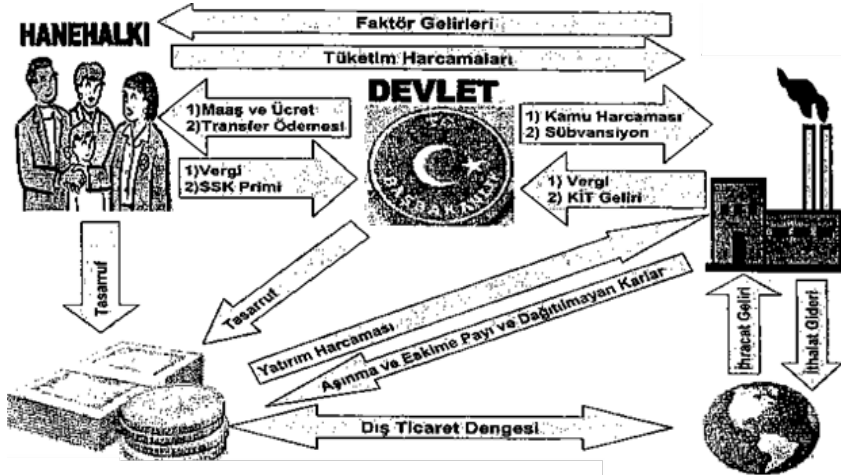 Faktör Gelirleri
HANEHALKI
Tüketim Harcamaları
DEVLET
1)Maaş ve Ücret
2)Transfer Ödemesi
1) Kamu Harcaması
2) Sübvansiyon
1)Vergi
2)SSK Primi
1) Vergi
2) KİT Geliri
Tasarruf
Tasarruf
Yatırım Harcaması
Aşınma ve Eskime Payı ve Dağıtılmayan Karlar
İhracat Geliri
İthalat Gideri
Dış Ticaret Dengesi